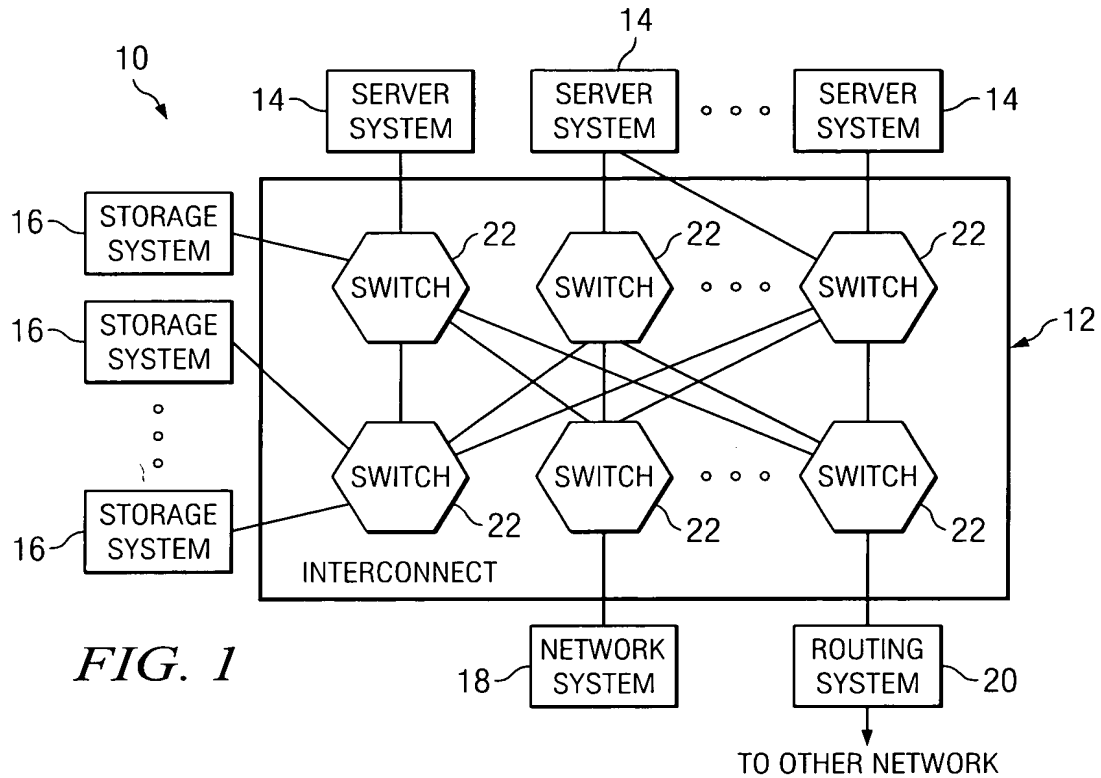 14
10
14
SERVER
SYSTEM
SERVER
SYSTEM
SERVER
SYSTEM
14
16
STORAGE
SYSTEM
22
22
22
SWITCH
SWITCH
SWITCH
16
STORAGE
SYSTEM
12
SWITCH
SWITCH
SWITCH
16
STORAGE
SYSTEM
22
22
22
INTERCONNECT
FIG. 1
18
NETWORK
SYSTEM
ROUTING
SYSTEM
20
TO OTHER NETWORK